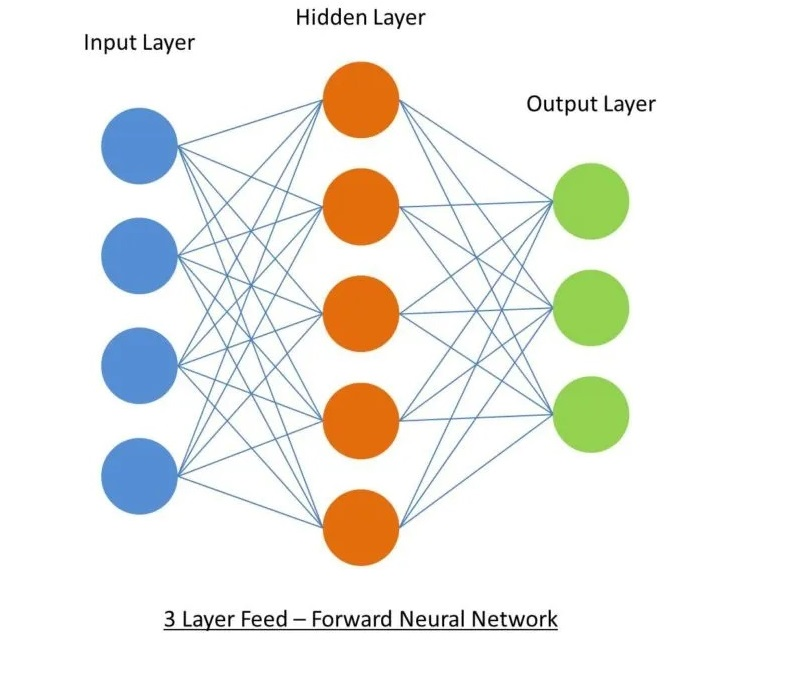 Hidden Layer
Input Layer
Output Layer
3 Layer Feed – Forward Neural Network